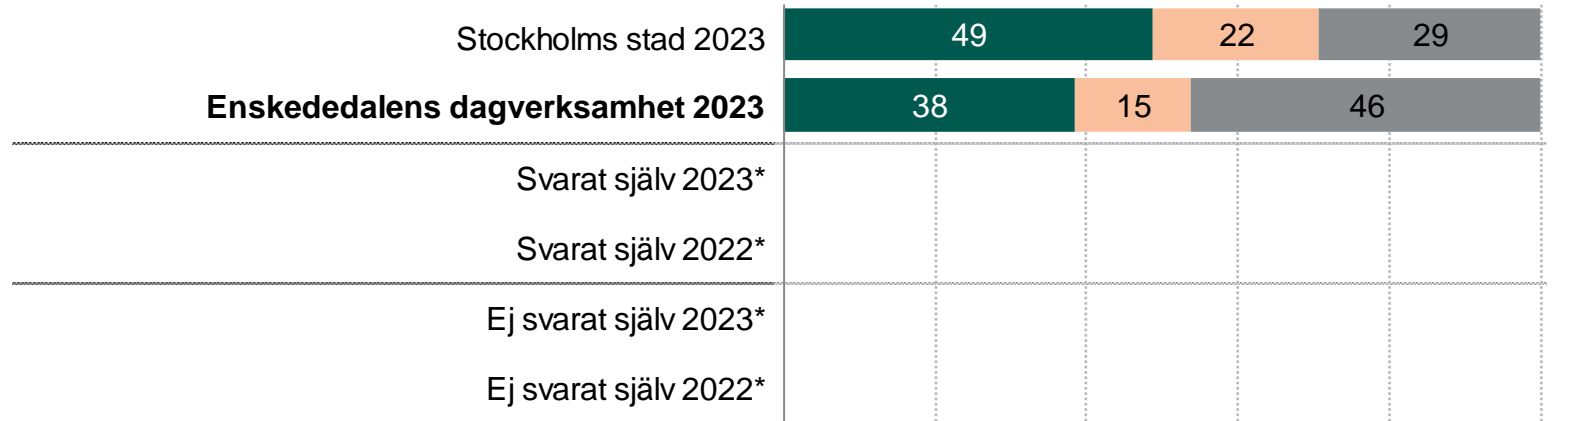 Stockholms stad 2023 49 22 29
Enskededalens dagverksamhet 2023 38 15 46
Svarat själv 2023*
Svarat själv 2022*
Ej svarat själv 2023*
Ej svarat själv 2022*